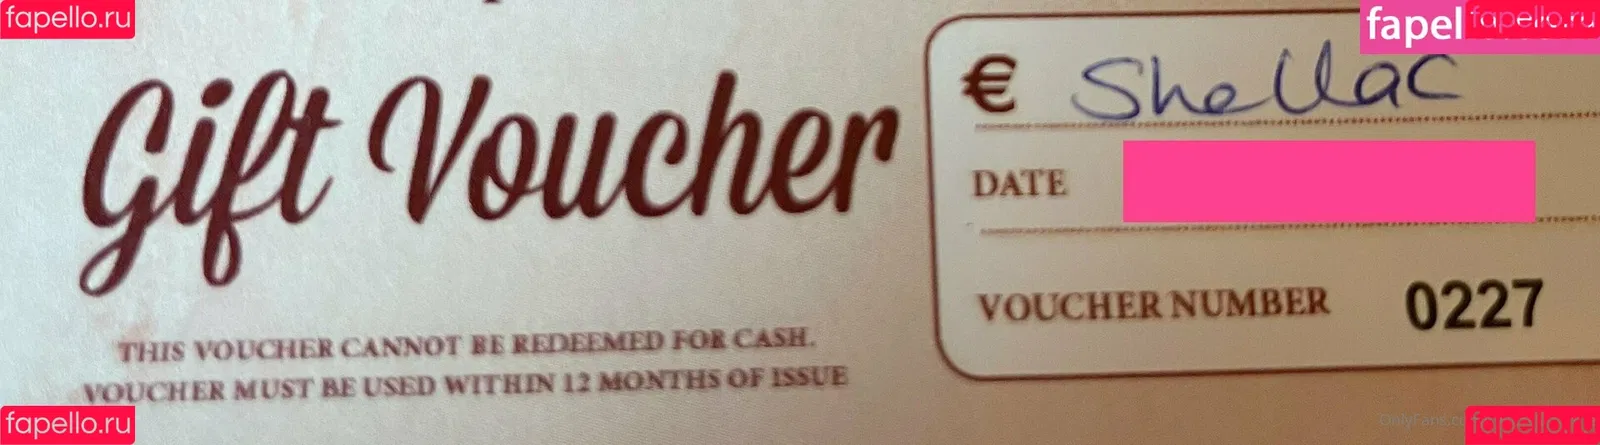 fapello.ru
fapel fapello.ru
Gift Voucher
€ Shellac
DATE
VOUCHER NUMBER 0227
THIS VOUCHER CANNOT BE REDEEMED FOR CASH.
VOUCHER MUST BE USED WITHIN 12 MONTHS OF ISSUE
fapello.ru
fapello.ru